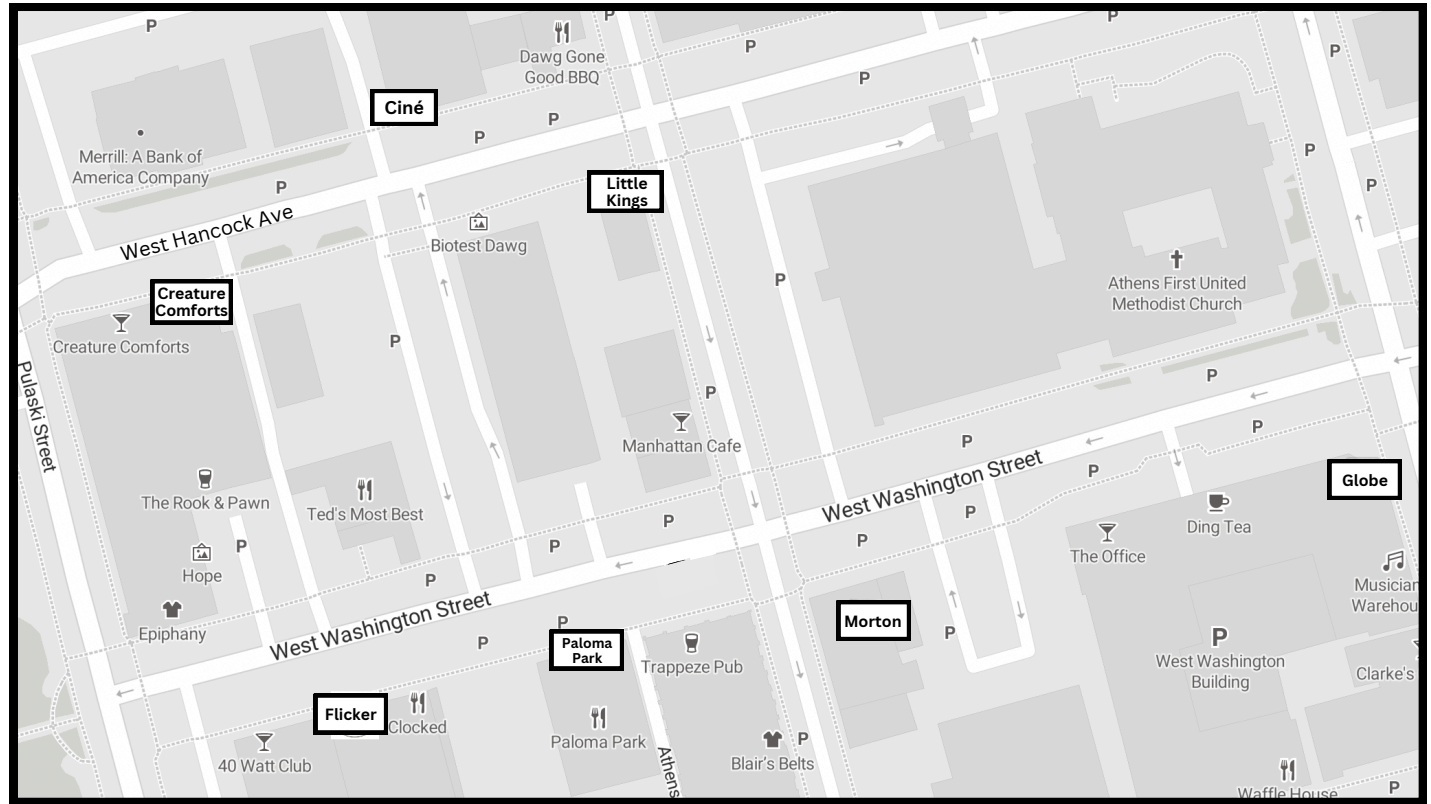 P
P
Dawg Gone
Good BBQ
P
P
P
P
Ciné
P
P
Merrill: A Bank of
America Company
P
P
P
P
Little
Kings
West Hancock Ave
Biotest Dawg
Creature
Comforts
P
Athens First United
Methodist Church
Creature Comforts
P
Pulaski Street
P
P
Manhattan Cafe
P
P
P
West Washington Street
Globe
The Rook & Pawn
Ted's Most Best
P
P
P
P
P
P
The Office
Ding Tea
Hope
P
Musician
Warehou
Epiphany
West Washington Street
P
P
Paloma
Park
Morton
P
Trappeze Pub
P
West Washington
Building
Clarke's
Flicker
Clocked
Paloma Park
P
40 Watt Club
Blair's Belts
Athens
Waffle House
P